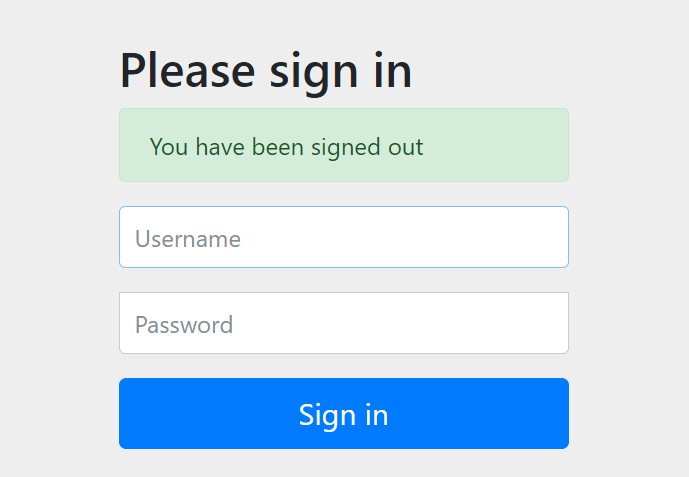 Please sign in
You have been signed out
Username
Password
Sign in